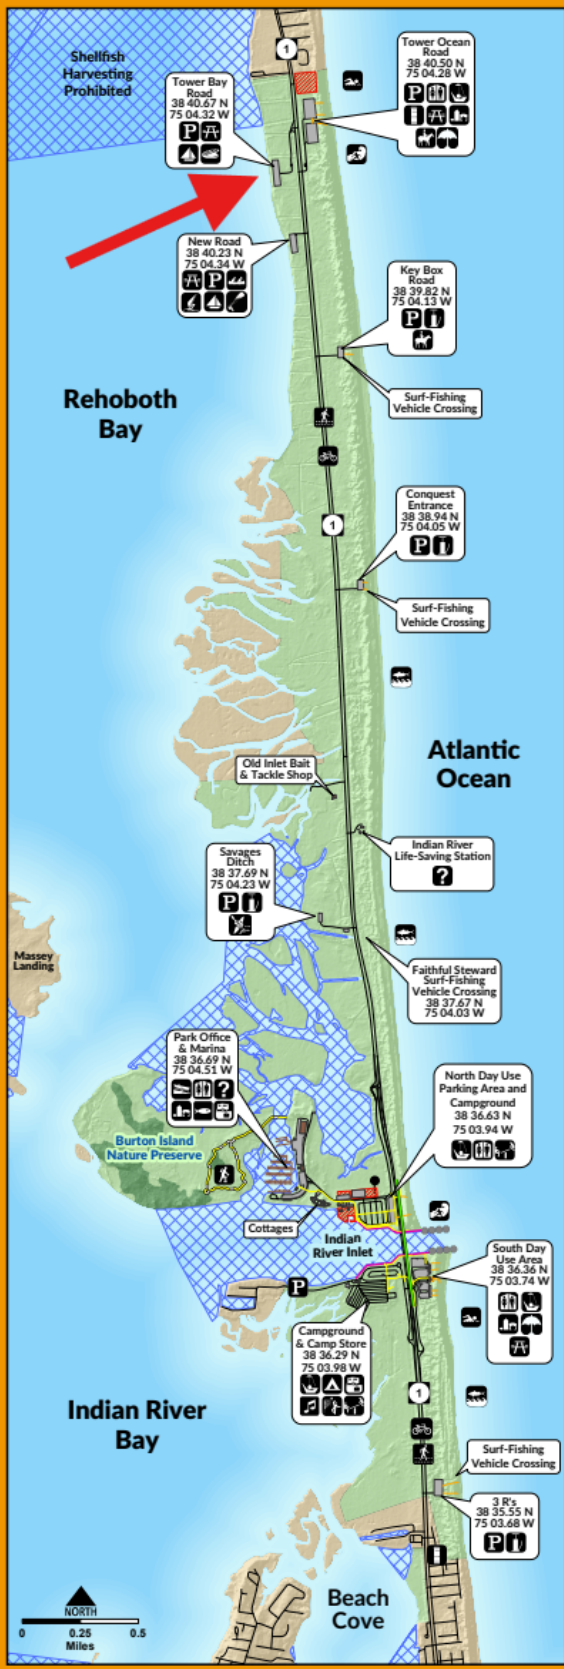 1
Shellfish
Harvesting
Prohibited
Tower Ocean
Road
38 40.50 N
75 04.28 W
P
Tower Bay
Road
38 40.67 N
75 04.32 W
P
New Road
38 40.23 N
75 04.34 W
P
Key Box
Road
38 39.82 N
75 04.13 W
P
Surf-Fishing
Vehicle Crossing
Rehoboth
Bay
1
Conquest
Entrance
38 38.94 N
75 04.05 W
P
Surf-Fishing
Vehicle Crossing
Atlantic
Ocean
Old Inlet Bait
& Tackle Shop
Indian River
Life-Saving Station
?
Savages
Ditch
38 37.69 N
75 04.23 W
P
Massey
Landing
Faithful Steward
Surf-Fishing
Vehicle Crossing
38 37.67 N
75 04.03 W
Park Office
& Marina
38 36.69 N
75 04.51 W
?
North Day Use
Parking Area and
Campground
38 36.63 N
75 03.94 W
Burton Island
Nature Preserve
Cottages
Indian
River Inlet
South Day
Use Area
38 36.36 N
75 03.74 W
P
Campground
& Camp Store
38 36.29 N
75 03.98 W
1
Indian River
Bay
Surf-Fishing
Vehicle Crossing
3 R's
38 35.55 N
75 03.68 W
P
Beach
Cove
NORTH
0 0.25 0.5
Miles